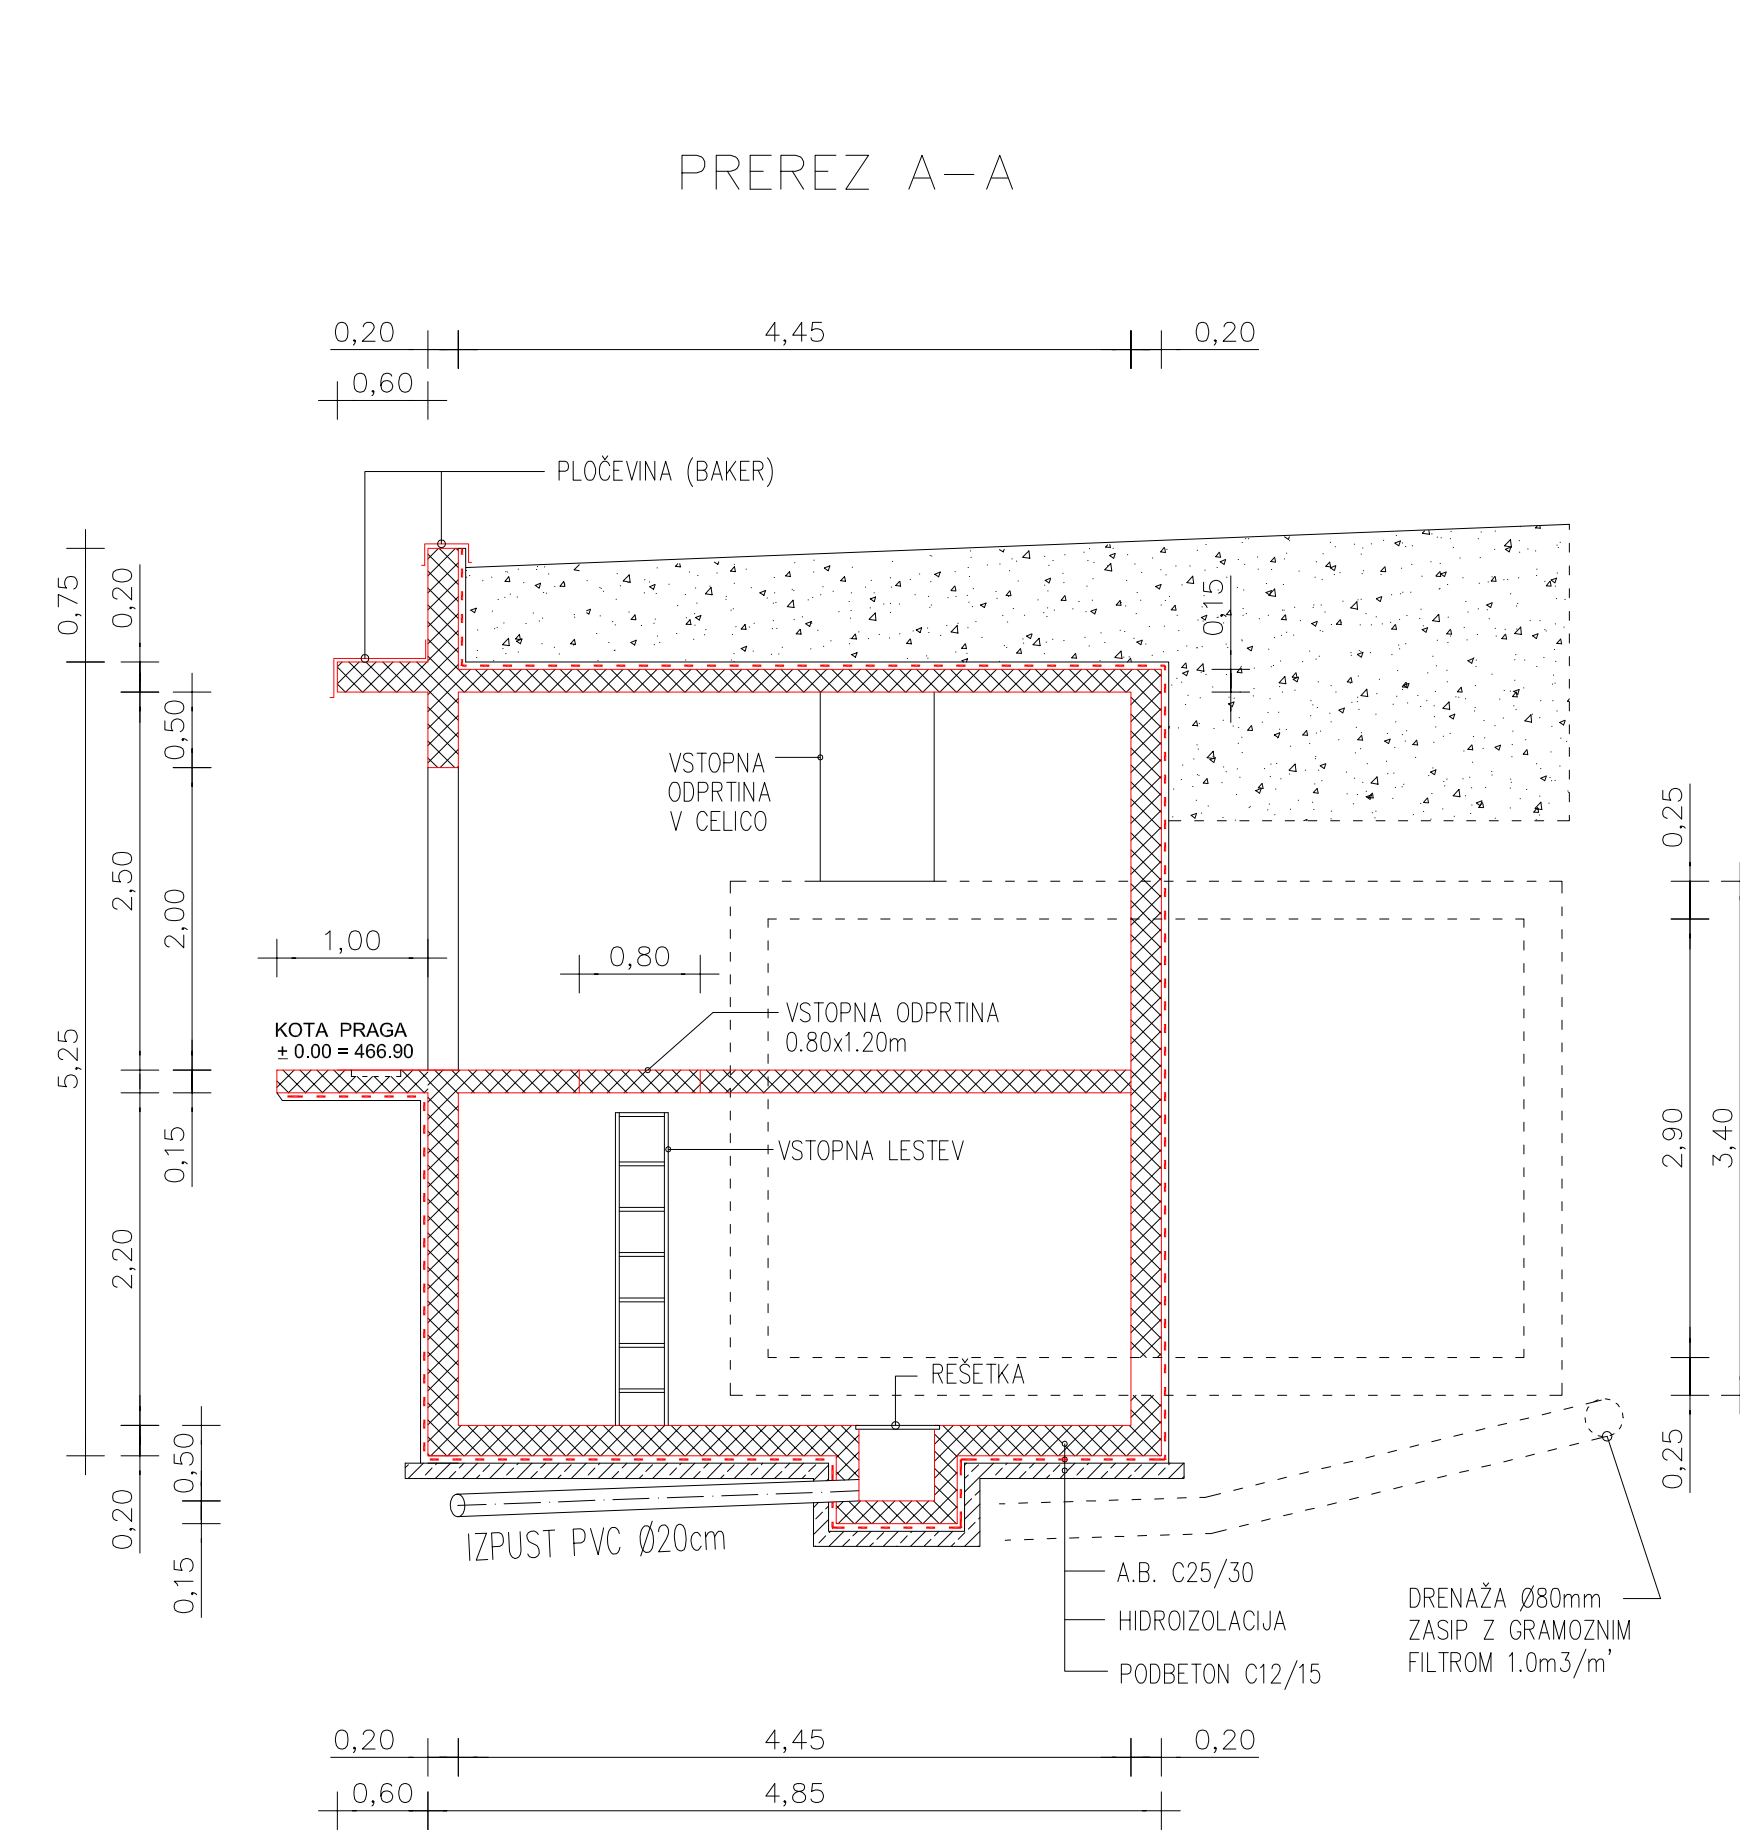 PREREZ A-A
0,20
4,45
0,20
0,60
PLOČEVINA (BAKER)
0,75
0,20
0,15
0,50
VSTOPNA
ODPRTINA
V CELICO
0,25
2,50
2,00
1,00
0,80
VSTOPNA ODPRTINA
0.80x1.20m
KOTA PRAGA
± 0.00 = 466.90
5,25
0,15
VSTOPNA LESTEV
2,90
3,40
2,20
REŠETKA
0,50
0,25
0,20
IZPUST PVC Ø20cm
0,15
A.B. C25/30
HIDROIZOLACIJA
PODBETON C12/15
DRENAŽA Ø80mm
ZASIP Z GRAMOZNIM
FILTROM 1.0m3/m'
0,20
4,45
0,20
0,60
4,85